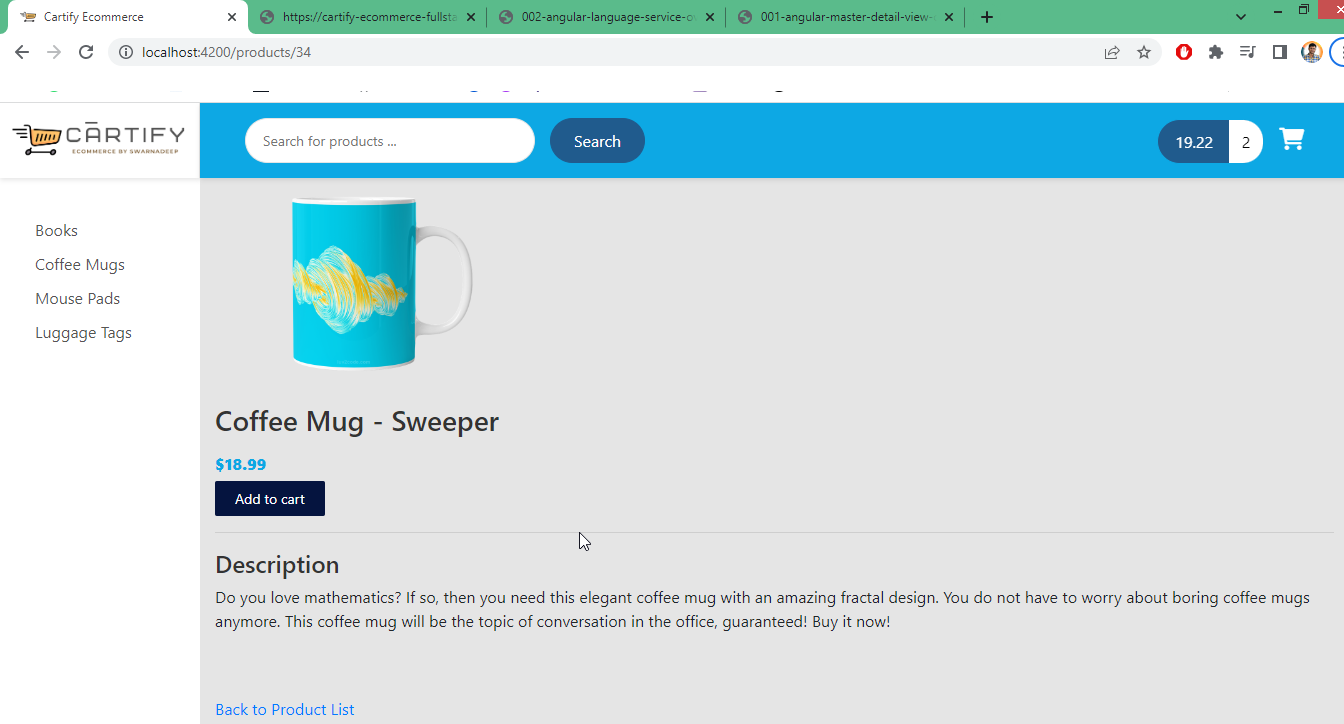 Cartify Ecommerce
https://cartify-ecommerce-fullsta
002-angular-language-service-o
001-angular-master-detail-view-
localhost:4200/products/34
CARTIFY
ECOMMERCE BY SWARNADEEP
Search for products ...
Search
19.22
2
Books
Coffee Mugs
Mouse Pads
Luggage Tags
Coffee Mug - Sweeper
$18.99
Add to cart
Description
Do you love mathematics? If so, then you need this elegant coffee mug with an amazing fractal design. You do not have to worry about boring coffee mugs
anymore. This coffee mug will be the topic of conversation in the office, guaranteed! Buy it now!
Back to Product List